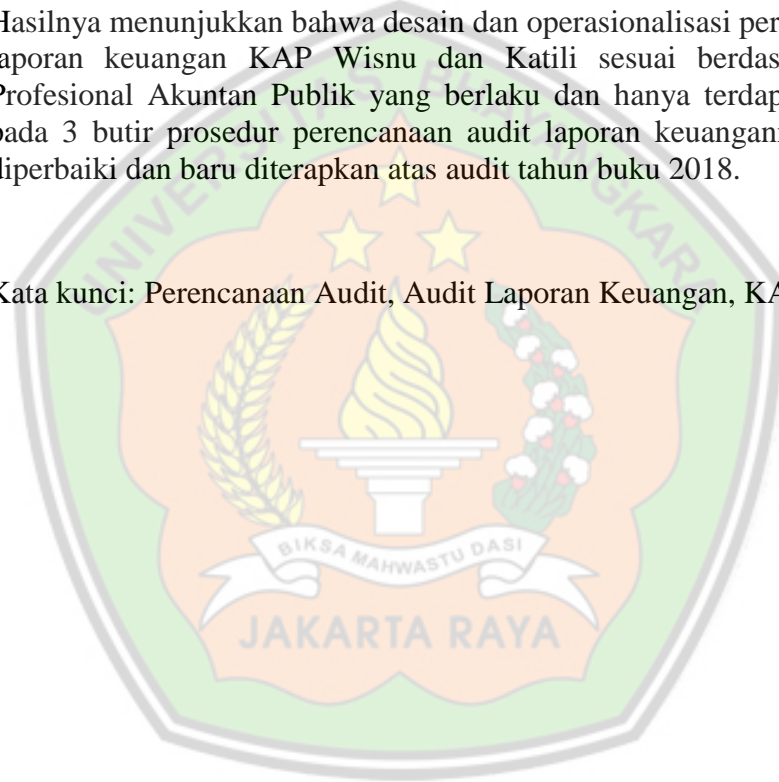 Hasilnya menunjukkan bahwa desain dan operasionalisasi per
laporan keuangan KAP Wisnu dan Katili sesuai berdas
Profesional Akuntan Publik yang berlaku dan hanya terdap
pada 3 butir prosedur perencanaan audit laporan keuangan
diperbaiki dan baru diterapkan atas audit tahun buku 2018.
Kata kunci: Perencanaan Audit, Audit Laporan Keuangan, KA
UNIVERSITAS BHAYANGKARA
BIKSA MAHWASTU DASI
JAKARTA RAYA